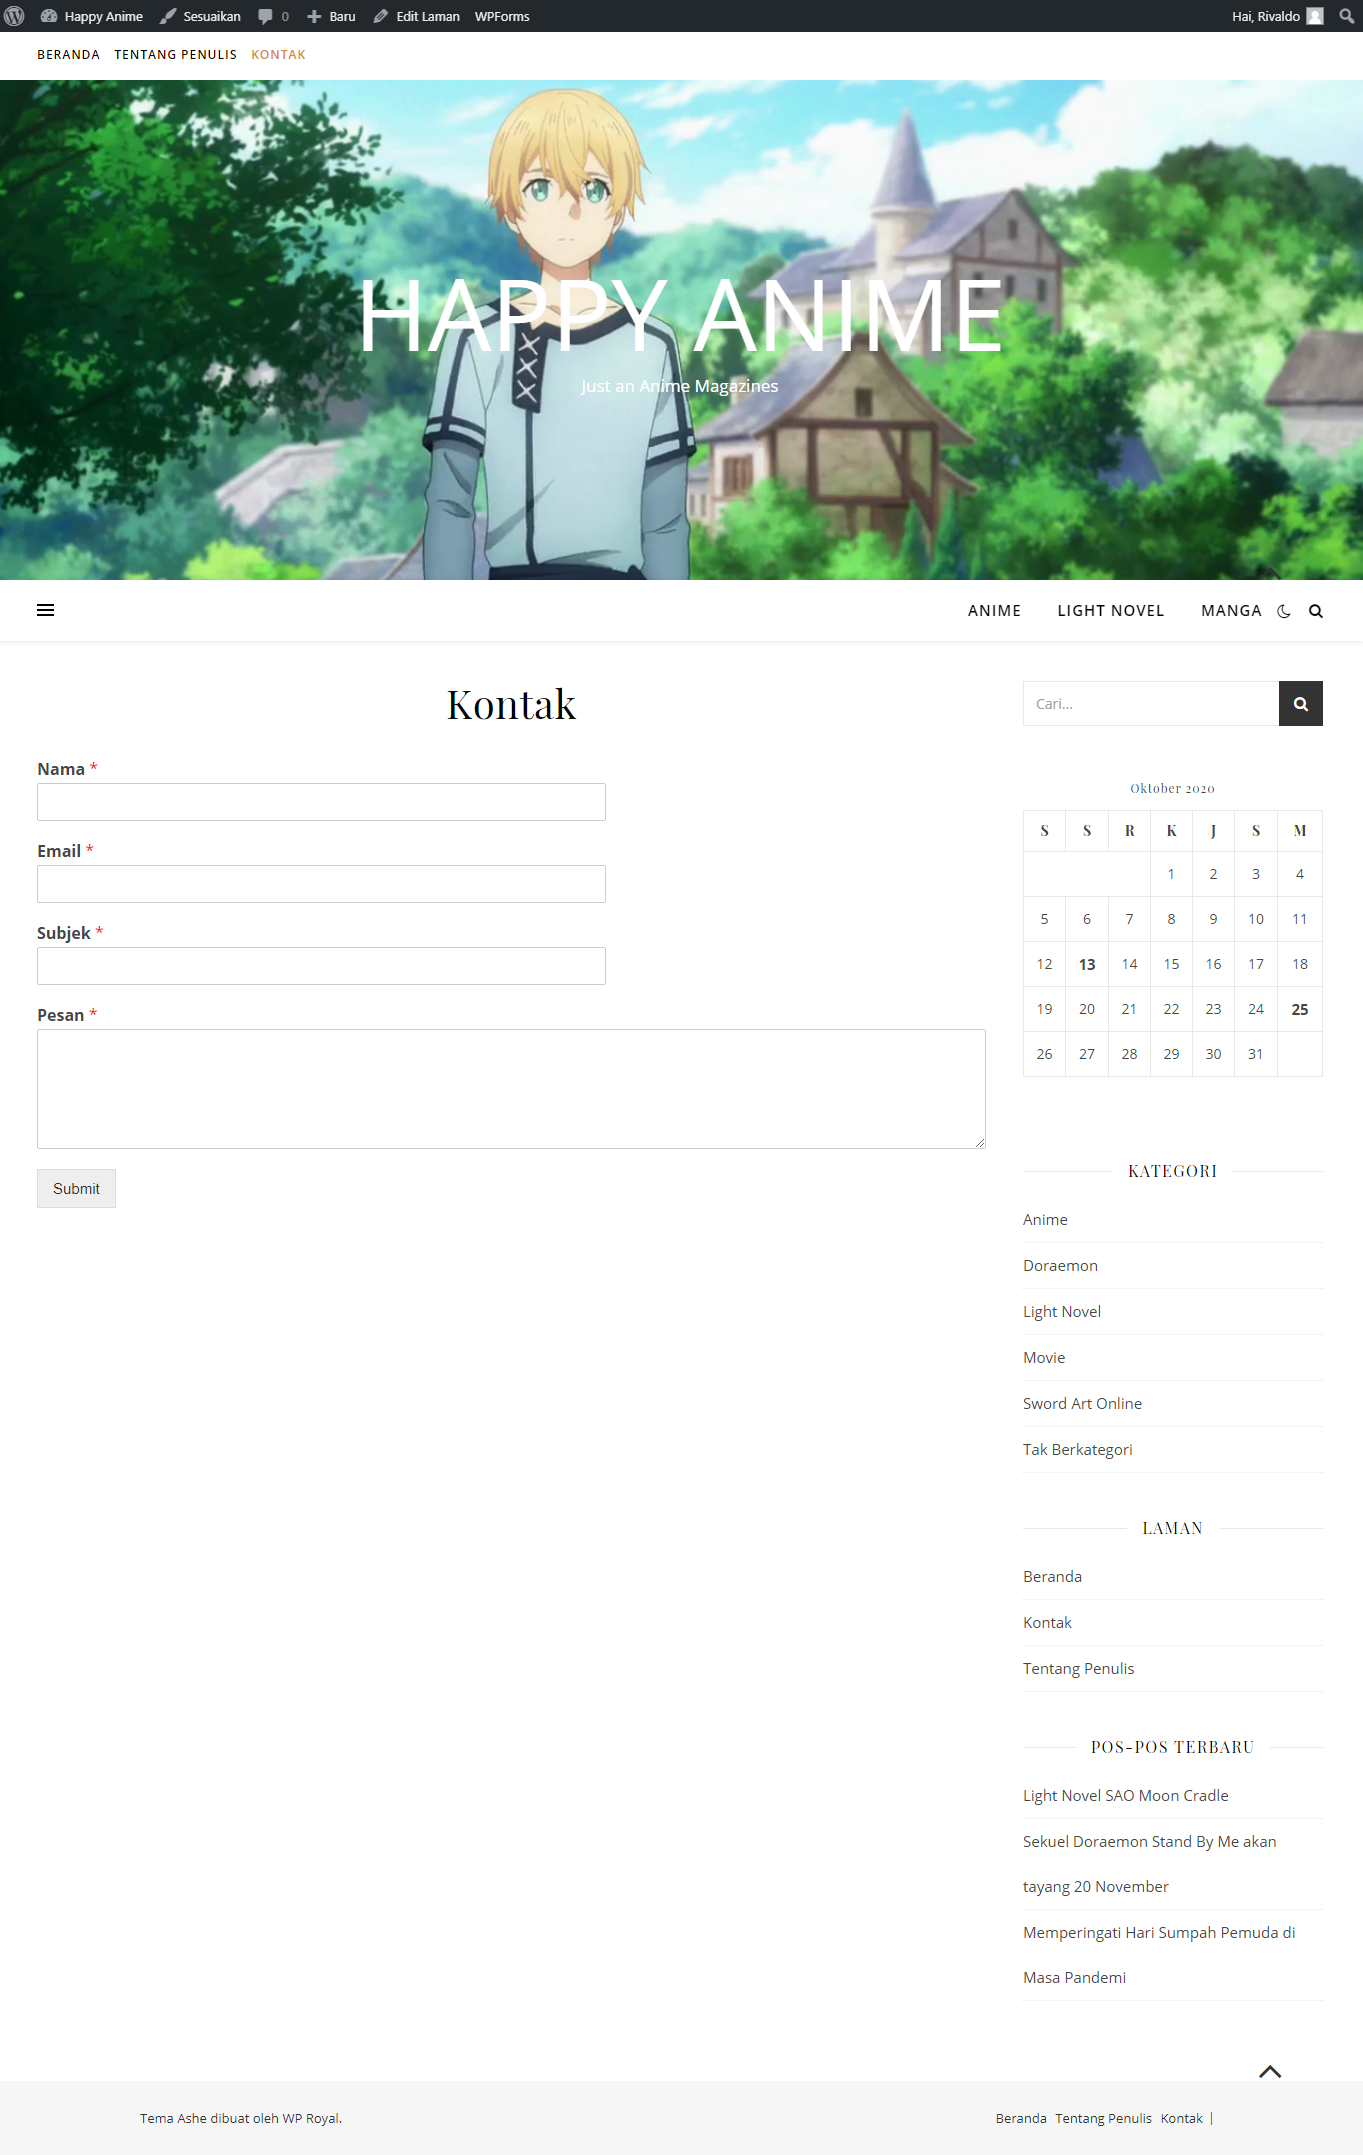 Happy Anime Sesuaikan 0 Baru Edit Laman WPForms Hai, Rivaldo
BERANDA TENTANG PENULIS KONTAK
HAPPY ANIME
Just an Anime Magazines
ANIME LIGHT NOVEL MANGA
Kontak
Nama *
Email *
Subjek *
Pesan *
Submit
Cari...
Oktober 2020
S S R K J S M
1 2 3 4
5 6 7 8 9 10 11
12 13 14 15 16 17 18
19 20 21 22 23 24 25
26 27 28 29 30 31
KATEGORI
Anime
Doraemon
Light Novel
Movie
Sword Art Online
Tak Berkategori
LAMAN
Beranda
Kontak
Tentang Penulis
POS-POS TERBARU
Light Novel SAO Moon Cradle
Sekuel Doraemon Stand By Me akan
tayang 20 November
Memperingati Hari Sumpah Pemuda di
Masa Pandemi
Tema Ashe dibuat oleh WP Royal.
Beranda Tentang Penulis Kontak |